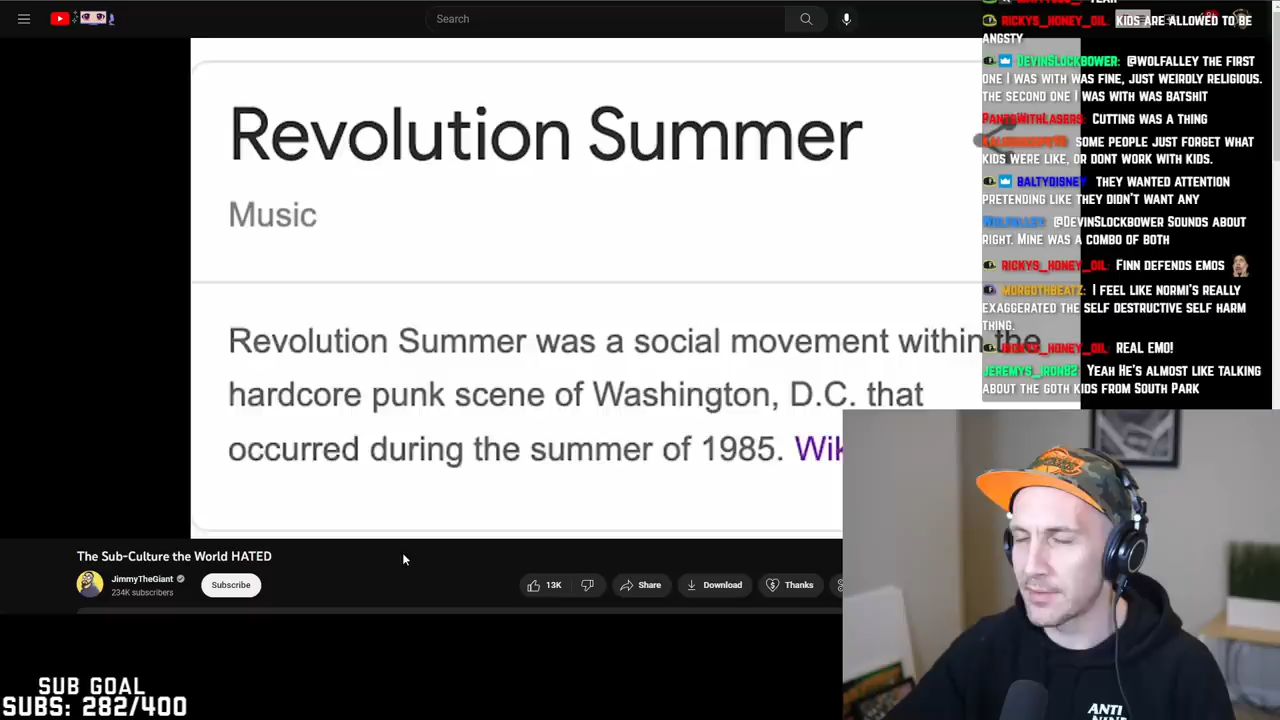 Search
Revolution Summer
Music
Revolution Summer was a social movement within the
hardcore punk scene of Washington, D.C. that
occurred during the summer of 1985. Wik
The Sub-Culture the World HATED
JimmyTheGiant
234K subscribers
Subscribe
13K
Share
Download
Thanks
RICKYS_HONEY_OIL: KIDS ARE ALLOWED TO BE
ANGSTY
DEVINSLOCKBOWER: @WOLFALLEY THE FIRST
ONE I WAS WITH WAS FINE, JUST WEIRDLY RELIGIOUS.
THE SECOND ONE I WAS WITH WAS BATSHIT
PANTSWITHLASERS: CUTTING WAS A THING
SOME PEOPLE JUST FORGET WHAT
KIDS WERE LIKE, OR DONT WORK WITH KIDS.
BALTYDISNEY: THEY WANTED ATTENTION
PRETENDING LIKE THEY DIDN'T WANT ANY
WOLFALLEY: @DEVINSLOCKBOWER SOUNDS ABOUT
RIGHT. MINE WAS A COMBO OF BOTH
RICKYS_HONEY_OIL: FINN DEFENDS EMOS
MORGOTHBEATZ: I FEEL LIKE NORMI'S REALLY
EXAGGERATED THE SELF DESTRUCTIVE SELF HARM
THING.
RICKYS_HONEY_OIL: REAL EMO!
JEREMYS_IRON82: YEAH HE'S ALMOST LIKE TALKING
ABOUT THE GOTH KIDS FROM SOUTH PARK
ANTI
SUB GOAL
SUBS: 282/400